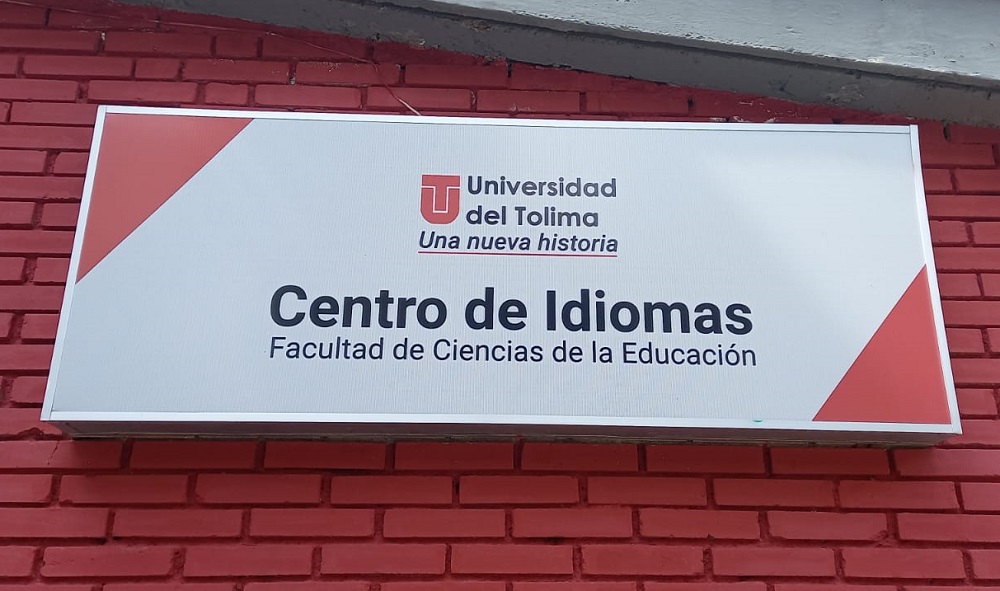 Universidad
del Tolima
Una nueva historia
Centro de Idiomas
Facultad de Ciencias de la Educación